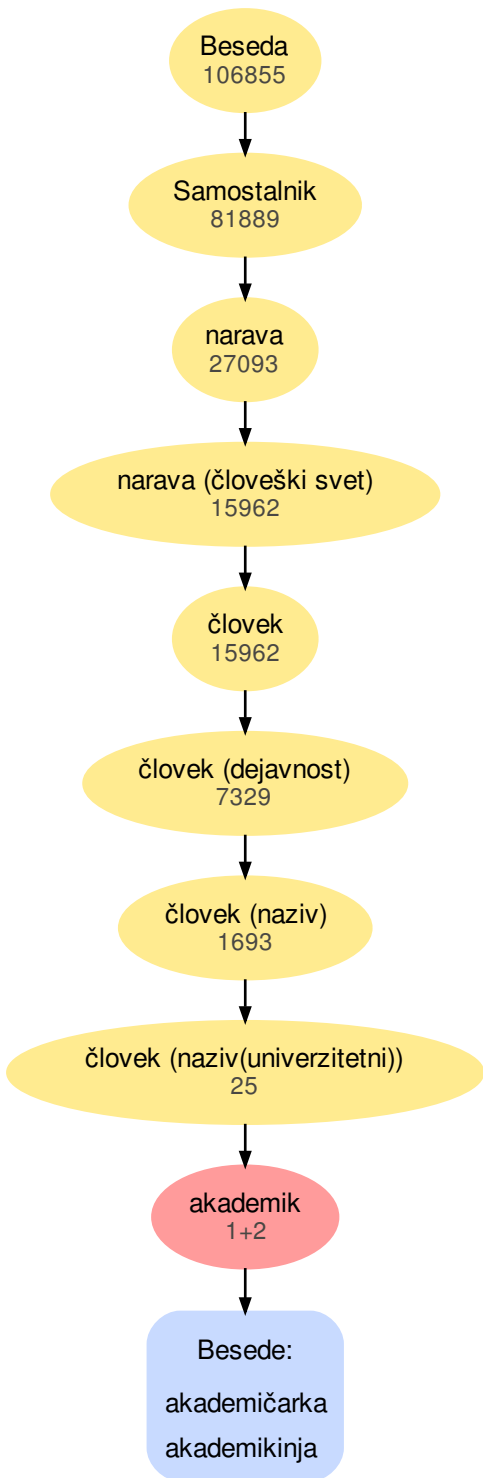 Beseda
106855
Samostalnik
81889
narava
27093
narava (človeški svet)
15962
človek
15962
človek (dejavnost)
7329
človek (naziv)
1693
človek (naziv(univerzitetni))
25
akademik
1+2
Besede:
akademičarka
akademikinja